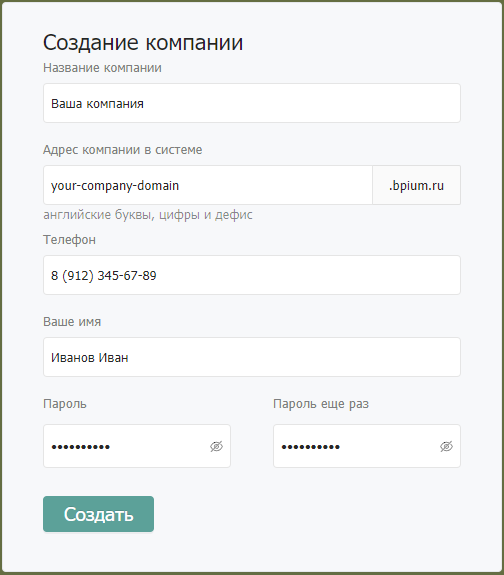 Создание компании
Название компании
Ваша компания
Адрес компании в системе
your-company-domain .bpium.ru
английские буквы, цифры и дефис
Телефон
8 (912) 345-67-89
Ваше имя
Иванов Иван
Пароль Пароль еще раз
•••••••••• ••••••••••
Создать